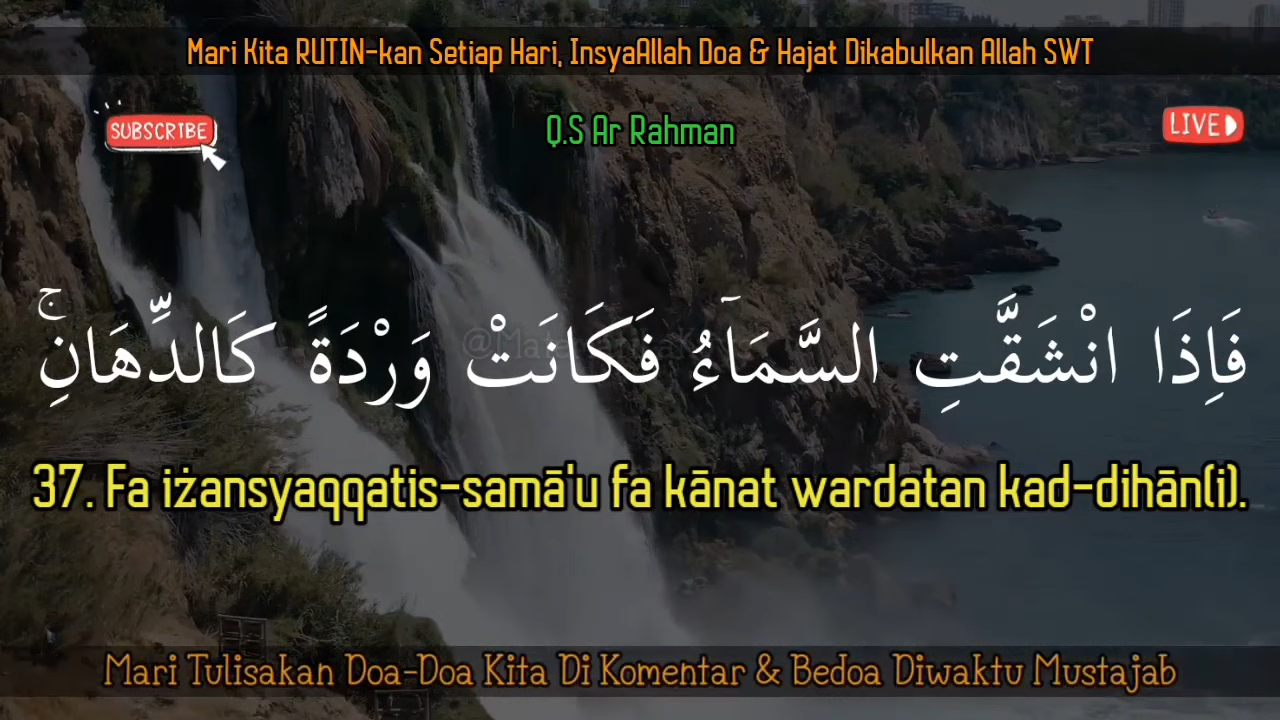 Mari Kita RUTIN-kan Setiap Hari, InsyaAllah Doa & Hajat Dikabulkan Allah SWT
SUBSCRIBE
Q.S Ar Rahman
LIVE
فَاِذَا انْشَقَّتِ السَّمَاۤءُ فَكَانَتْ وَرْدَةً كَالدِّهَانِۚ
37. Fa iżansyaqqatis-samā'u fa kānat wardatan kad-dihān(i).
Mari Tulisakan Doa-Doa Kita Di Komentar & Bedoa Diwaktu Mustajab